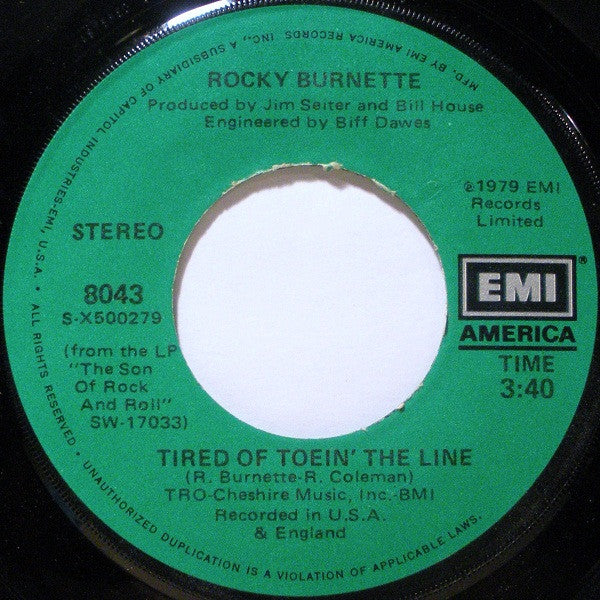 MFD. BY EMI AMERICA RECORDS, INC., A SUBSIDIARY OF CAPITOL INDUSTRIES-EMI, U.S.A. • ALL RIGHTS RESERVED. • UNAUTHORIZED DUPLICATION IS A VIOLATION OF APPLICABLE LAWS.
ROCKY BURNETTE
Produced by Jim Seiter and Bill House
Engineered by Biff Dawes
℗1979 EMI
Records
Limited
STEREO
8043
S-X500279
(from the LP
"The Son
Of Rock
And Roll"
SW-17033)
EMI®
AMERICA
TIME
3:40
TIRED OF TOEIN' THE LINE
(R. Burnette-R. Coleman)
TRO-Cheshire Music, Inc.-BMI
Recorded in U.S.A.
& England